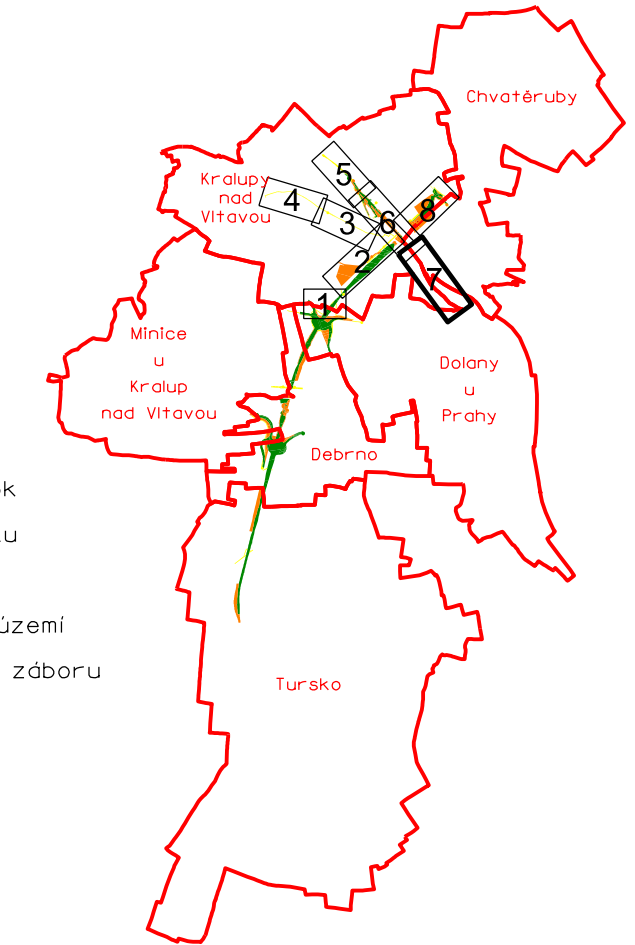 Chvatěruby
5
Kralupy
nad
Vltavou
4
3
6
8
2
7
1
Minice
u
Kralup
nad Vltavou
Dolany
u
Prahy
Debrno
území
záboru
Tursko